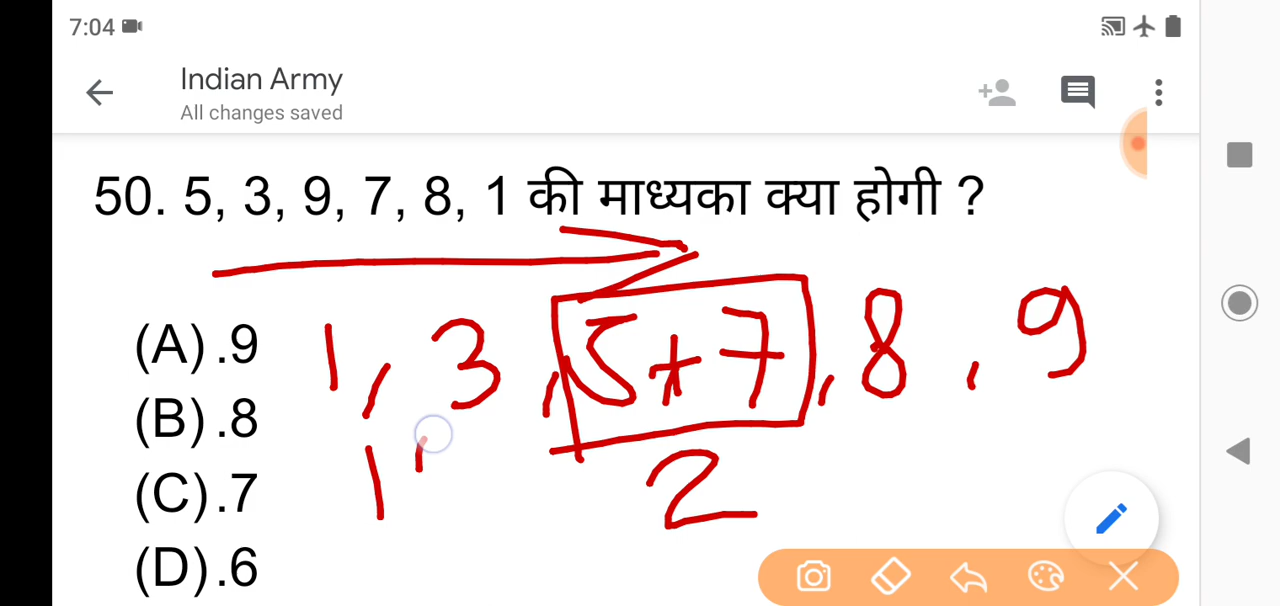 7:04
Indian Army
All changes saved
50. 5, 3, 9, 7, 8, 1 की माध्यका क्या होगी ?
(A).9
1, 3, 5+7, 8, 9
(B).8
1,
2
(C).7
(D).6